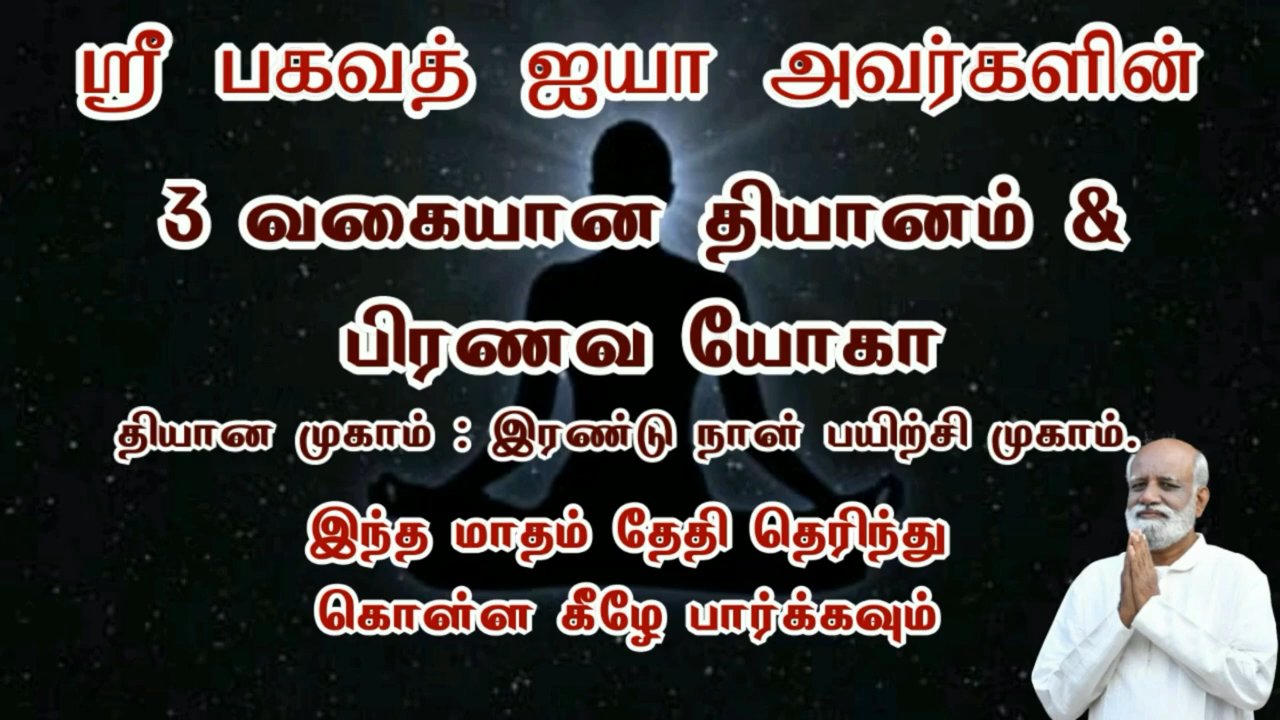 ஸ்ரீ பகவத் ஐயா அவர்களின்
3 வகையான தியானம் &
பிரணவ யோகா
தியான முகாம் : இரண்டு நாள் பயிற்சி முகாம்.
இந்த மாதம் தேதி தெரிந்து
கொள்ள கீழே பார்க்கவும்